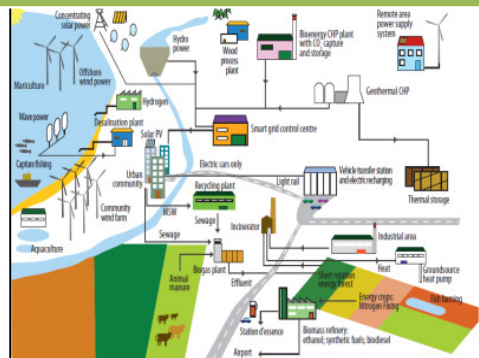 Concentrating
solar power
Mariculture
Offshore
wind power
Hydro
power
Wood
process
plant
Bioenergy CHP plant
with CO2 capture
and storage
Remote area
power supply
system
Hydrogen
Geothermal CHP
Wave power
Desalination plant
Solar PV
Smart grid control centre
Capture fishing
Urban
community
Electric cars only
Light rail
Vehicle transfer station
and electric recharging
Thermal storage
Community
wind farm
Recycling plant
MSW
Sewage
Sewage
Incinerator
Industrial area
Aquaculture
Animal
manure
Biogas plant
Effluent
Heat
Groundsource
heat pump
Short rotation
energy forest
Energy crops:
Nitrogen Fixing
Fish farming
Station d'essence
Biomass refinery:
ethanol; synthetic fuels; biodiesel
Airport